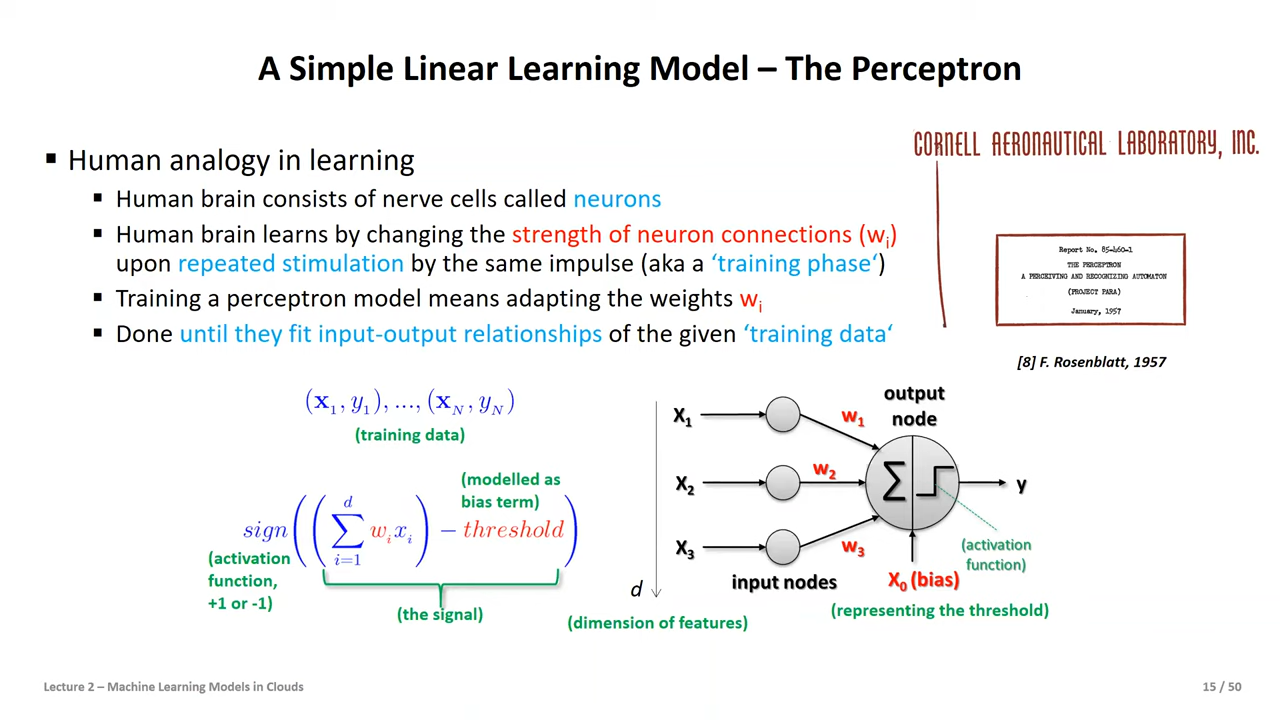 A Simple Linear Learning Model – The Perceptron
▪ Human analogy in learning
▪ Human brain consists of nerve cells called neurons
▪ Human brain learns by changing the strength of neuron connections (wi)
upon repeated stimulation by the same impulse (aka a ‘training phase‘)
▪ Training a perceptron model means adapting the weights wi
▪ Done until they fit input-output relationships of the given ‘training data‘
CORNELL AERONAUTICAL LABORATORY, INC.
Report No. 85-460-1
THE PERCEPTRON
A PERCEIVING AND RECOGNIZING AUTOMATON
(PROJECT PARA)
January, 1957
[8] F. Rosenblatt, 1957
(x1, y1), ..., (xN, yN)
(training data)
(modelled as
bias term)
sign((∑ d i=1 wixi) − threshold)
(activation
function,
+1 or -1)
(the signal)
d
(dimension of features)
X1
X2
X3
input nodes
w1
w2
w3
output
node
∑
y
X0 (bias)
(representing the threshold)
(activation
function)
Lecture 2 – Machine Learning Models in Clouds
15 / 50